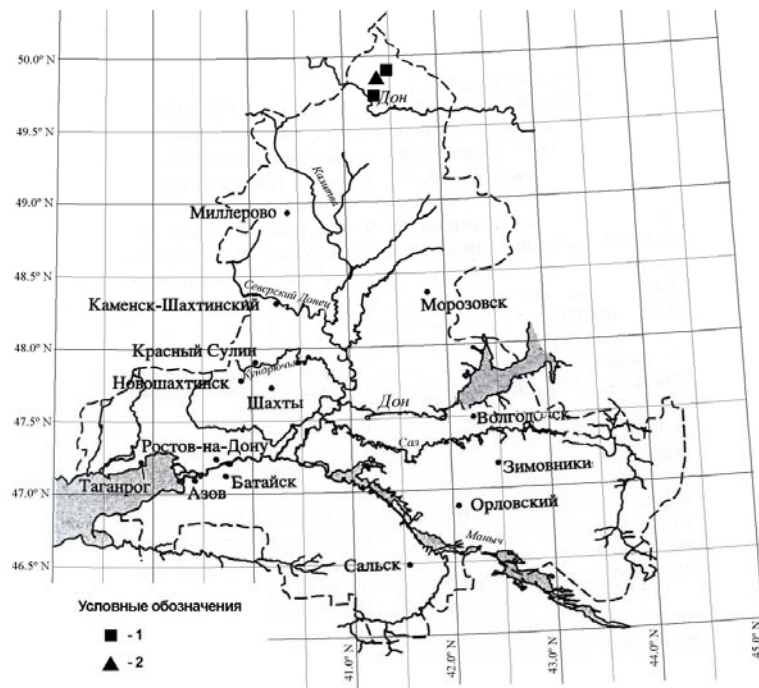 50.0° N
Дон
49.5° N
Калитва
49.0° N
Миллерово
48.5° N
Северский Донец
Каменск-Шахтинский
Морозовск
48.0° N
Красный Сулин
Кундрючья
Новошахтинск
Шахты
Дон
47.5° N
Волгодонск
Сал
Ростов-на-Дону
Зимовники
Таганрог
47.0° N
Азов
Батайск
Орловский
Маныч
46.5° N
Сальск
Условные обозначения
- 1
- 2
41.0° N
42.0° N
43.0° N
44.0° N
45.0